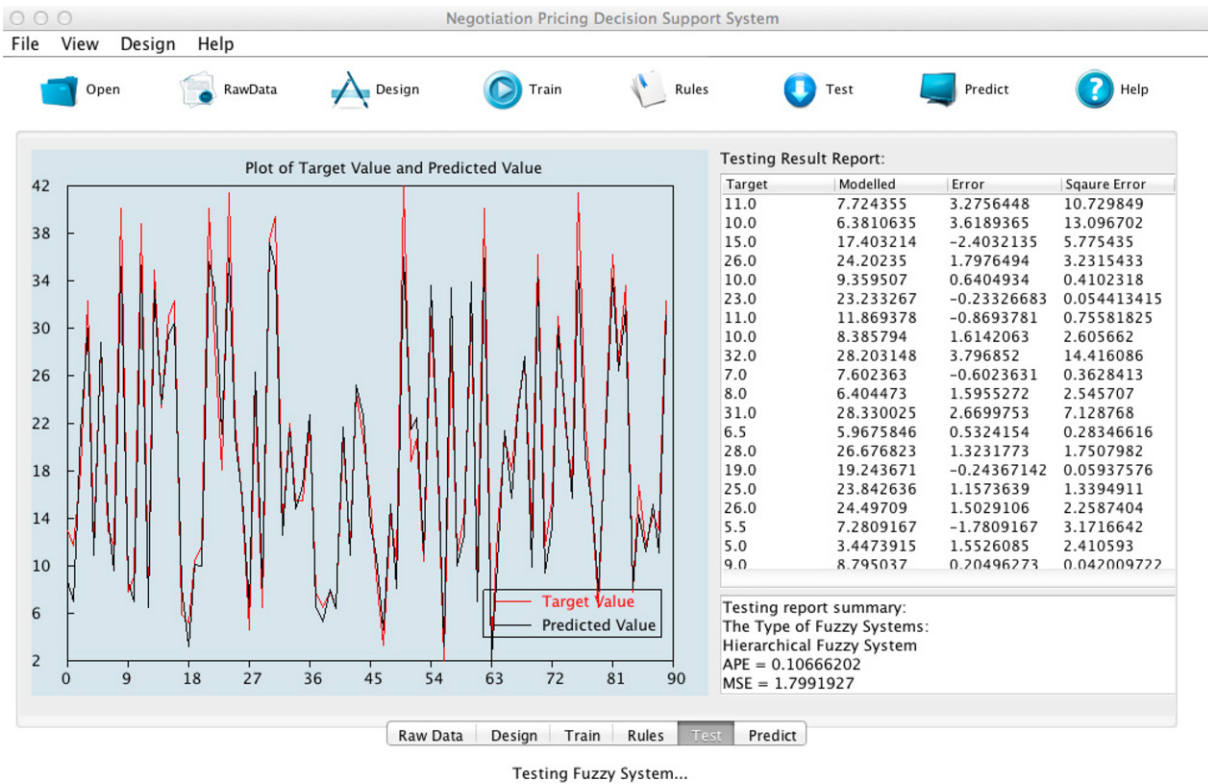 Negotiation Pricing Decision Support System
File View Design Help
Open RawData Design Train Rules Test Predict Help
Plot of Target Value and Predicted Value
42
38
34
30
26
22
18
14
10
6
2
0 9 18 27 36 45 54 63 72 81 90
Target Value
Predicted Value
Testing Result Report:
Target Modelled Error Sqaure Error
11.0 7.724355 3.2756448 10.729849
10.0 6.3810635 3.6189365 13.096702
15.0 17.403214 -2.4032135 5.775435
26.0 24.20235 1.7976494 3.2315433
10.0 9.359507 0.6404934 0.4102318
23.0 23.233267 -0.23326683 0.054413415
11.0 11.869378 -0.8693781 0.75581825
10.0 8.385794 1.6142063 2.605662
32.0 28.203148 3.796852 14.416086
7.0 7.602363 -0.6023631 0.3628413
8.0 6.404473 1.5955272 2.545707
31.0 28.330025 2.6699753 7.128768
6.5 5.9675846 0.5324154 0.28346616
28.0 26.676823 1.3231773 1.7507982
19.0 19.243671 -0.24367142 0.05937576
25.0 23.842636 1.1573639 1.3394911
26.0 24.49709 1.5029106 2.2587404
5.5 7.2809167 -1.7809167 3.1716642
5.0 3.4473915 1.5526085 2.410593
9.0 8.795037 0.20496273 0.042009722
Testing report summary:
The Type of Fuzzy Systems:
Hierarchical Fuzzy System
APE = 0.10666202
MSE = 1.7991927
Raw Data Design Train Rules Test Predict
Testing Fuzzy System...